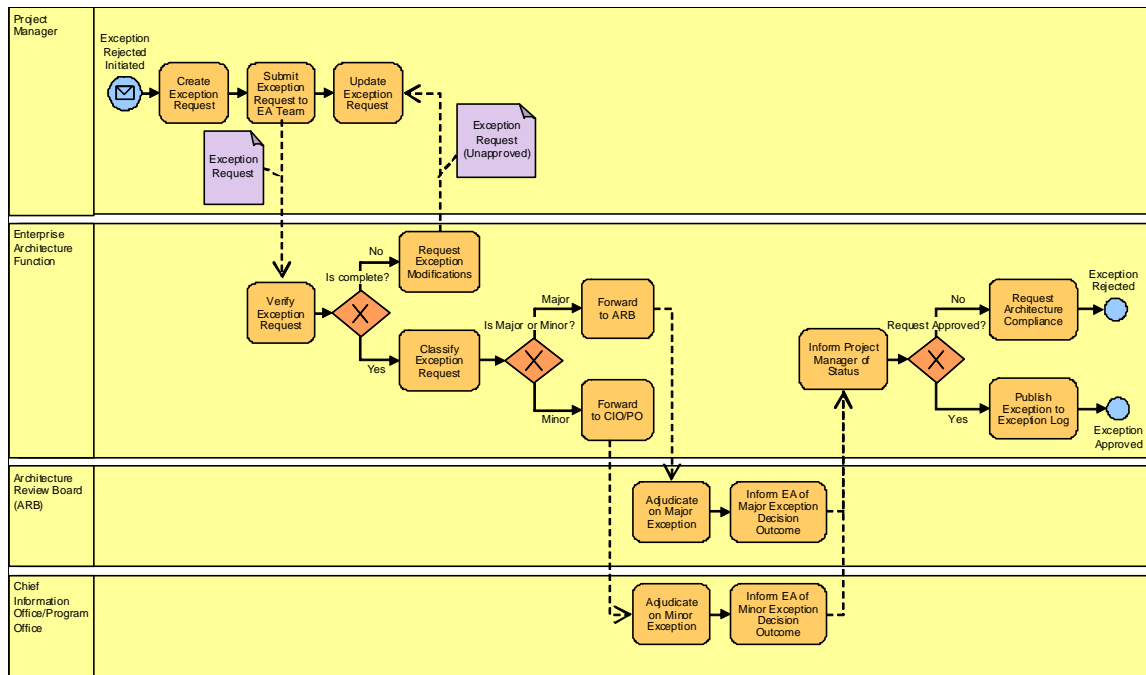 Project
Manager
Exception
Rejected
Initiated
Create
Exception
Request
Submit
Exception
Request to
EA Team
Update
Exception
Request
Exception
Request
Exception
Request
(Unapproved)
Enterprise
Architecture
Function
Verify
Exception
Request
Is complete?
No
Yes
Request
Exception
Modifications
Classify
Exception
Request
Is Major or Minor?
Major
Minor
Forward
to ARB
Forward
to CIO/PO
Inform Project
Manager of
Status
Request Approved?
No
Yes
Request
Architecture
Compliance
Exception
Rejected
Publish
Exception to
Exception Log
Exception
Approved
Architecture
Review Board
(ARB)
Adjudicate
on Major
Exception
Inform EA of
Major Exception
Decision
Outcome
Chief
Information
Office/Program
Office
Adjudicate
on Minor
Exception
Inform EA of
Minor Exception
Decision
Outcome